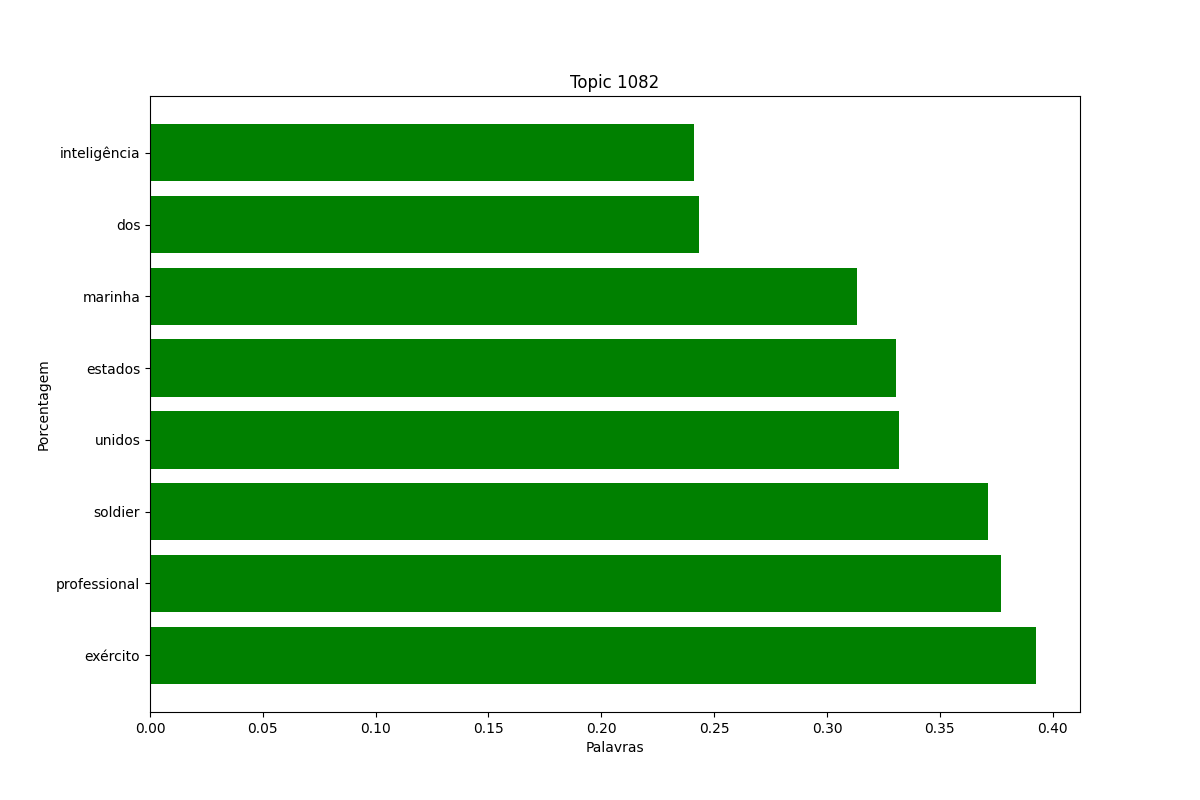 Topic 1082
inteligência
dos
marinha
estados
unidos
soldier
professional
exército
Porcentagem
0.00 0.05 0.10 0.15 0.20 0.25 0.30 0.35 0.40
Palavras